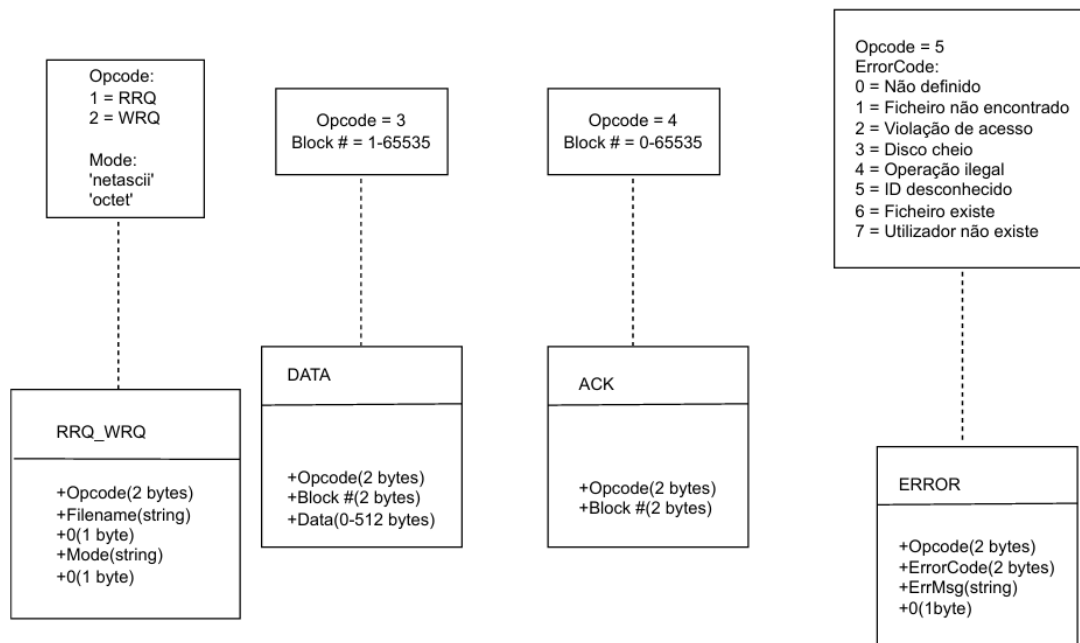 Opcode:
1 = RRQ
2 = WRQ
Mode:
'netascii'
'octet'
Opcode = 3
Block # = 1-65535
Opcode = 4
Block # = 0-65535
Opcode = 5
ErrorCode:
0 = Não definido
1 = Ficheiro não encontrado
2 = Violação de acesso
3 = Disco cheio
4 = Operação ilegal
5 = ID desconhecido
6 = Ficheiro existe
7 = Utilizador não existe
RRQ_WRQ
+Opcode(2 bytes)
+Filename(string)
+0(1 byte)
+Mode(string)
+0(1 byte)
DATA
+Opcode(2 bytes)
+Block #(2 bytes)
+Data(0-512 bytes)
ACK
+Opcode(2 bytes)
+Block #(2 bytes)
ERROR
+Opcode(2 bytes)
+ErrorCode(2 bytes)
+ErrMsg(string)
+0(1byte)